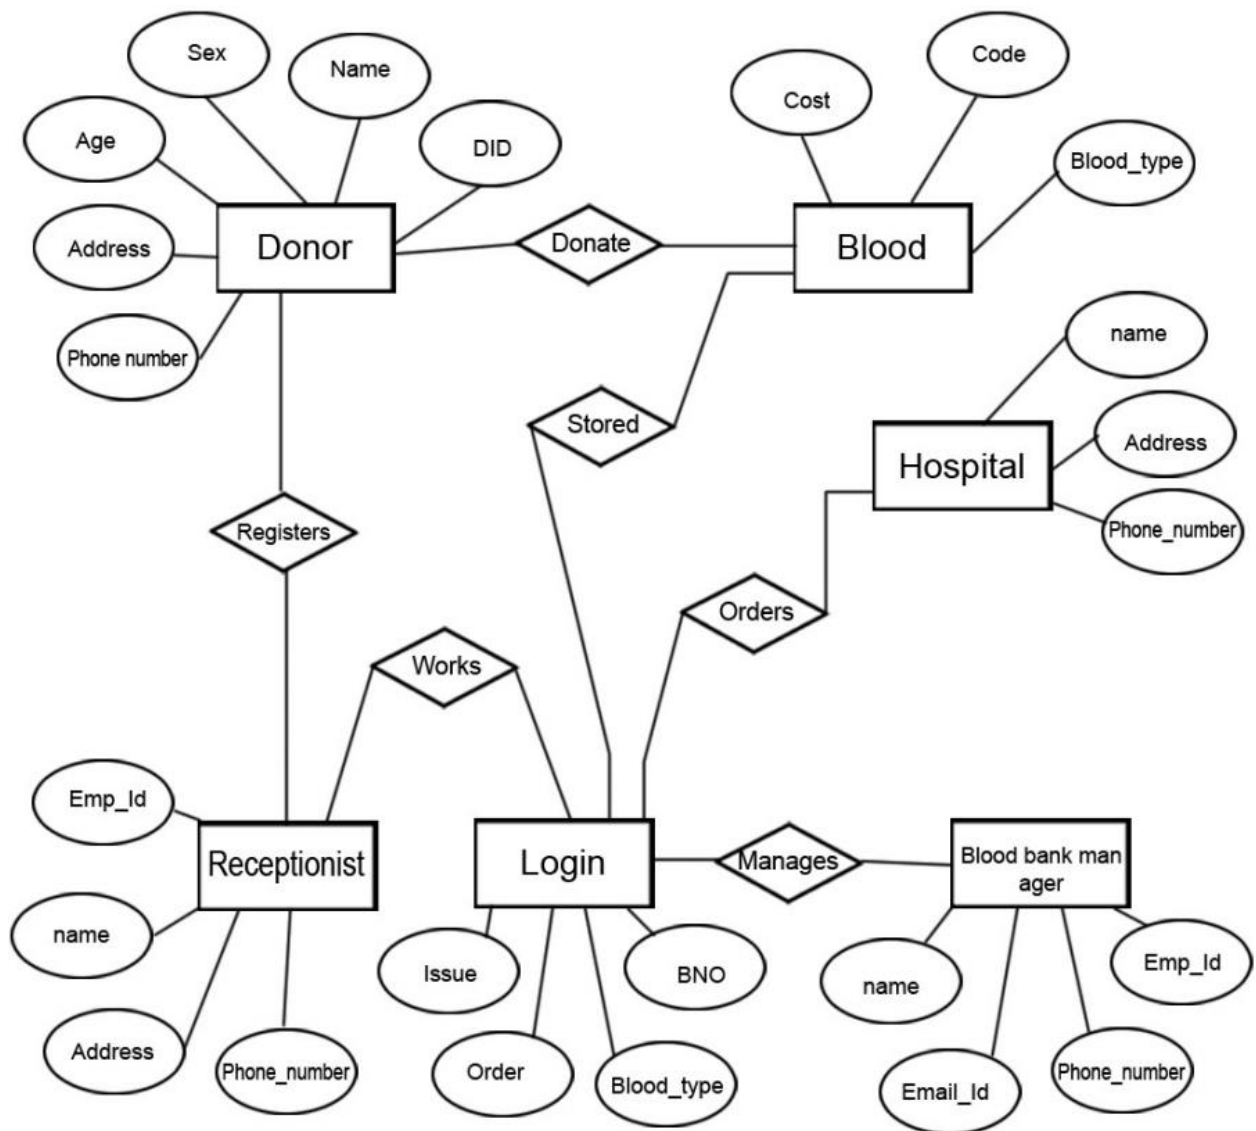 Sex
Name
Age
DID
Address
Donor
Phone number
Donate
Cost
Code
Blood_type
Blood
name
Address
Hospital
Phone_number
Stored
Registers
Orders
Works
Emp_Id
Receptionist
name
Address
Phone_number
Login
Issue
BNO
Order
Blood_type
Manages
Blood bank man
ager
name
Emp_Id
Email_Id
Phone_number